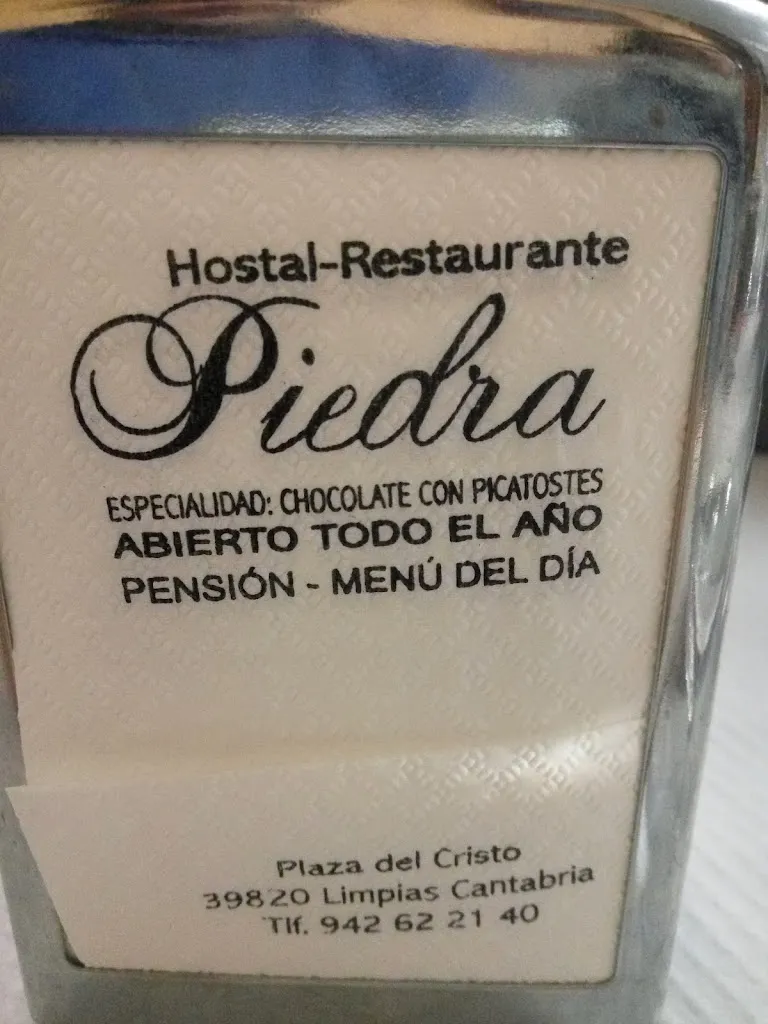 Hostal-Restaurante
Piedra
ESPECIALIDAD: CHOCOLATE CON PICATOSTES
ABIERTO TODO EL AÑO
PENSIÓN - MENÚ DEL DÍA
Plaza del Cristo
39820 Limpias Cantabria
Tlf. 942 62 21 40